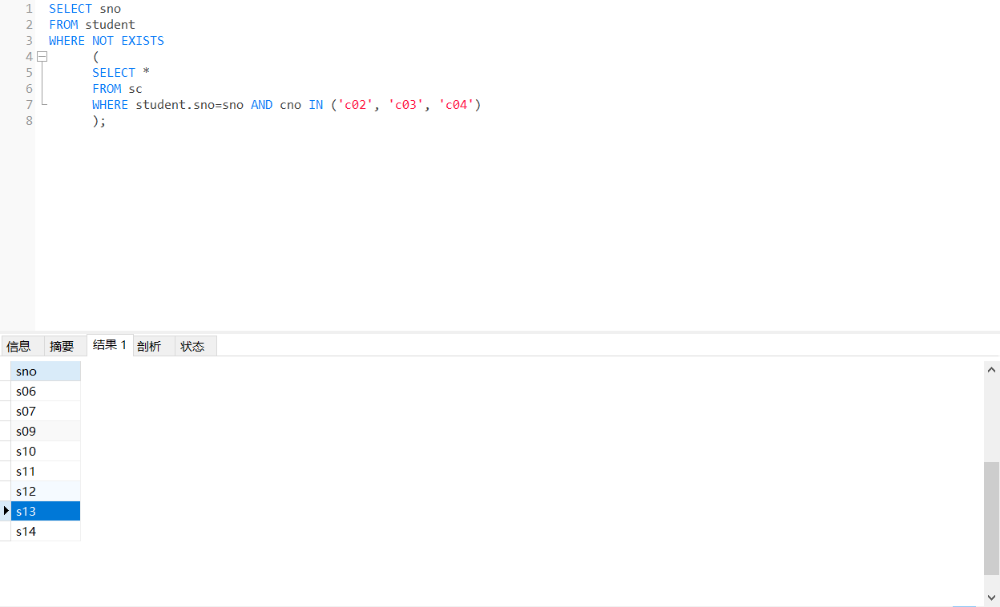 1 SELECT sno
2 FROM student
3 WHERE NOT EXISTS
4 (
5 SELECT *
6 FROM sc
7 WHERE student.sno=sno AND cno IN ('c02', 'c03', 'c04')
8 );
信息 摘要 结果 1 剖析 状态
sno
s06
s07
s09
s10
s11
s12
s13
s14